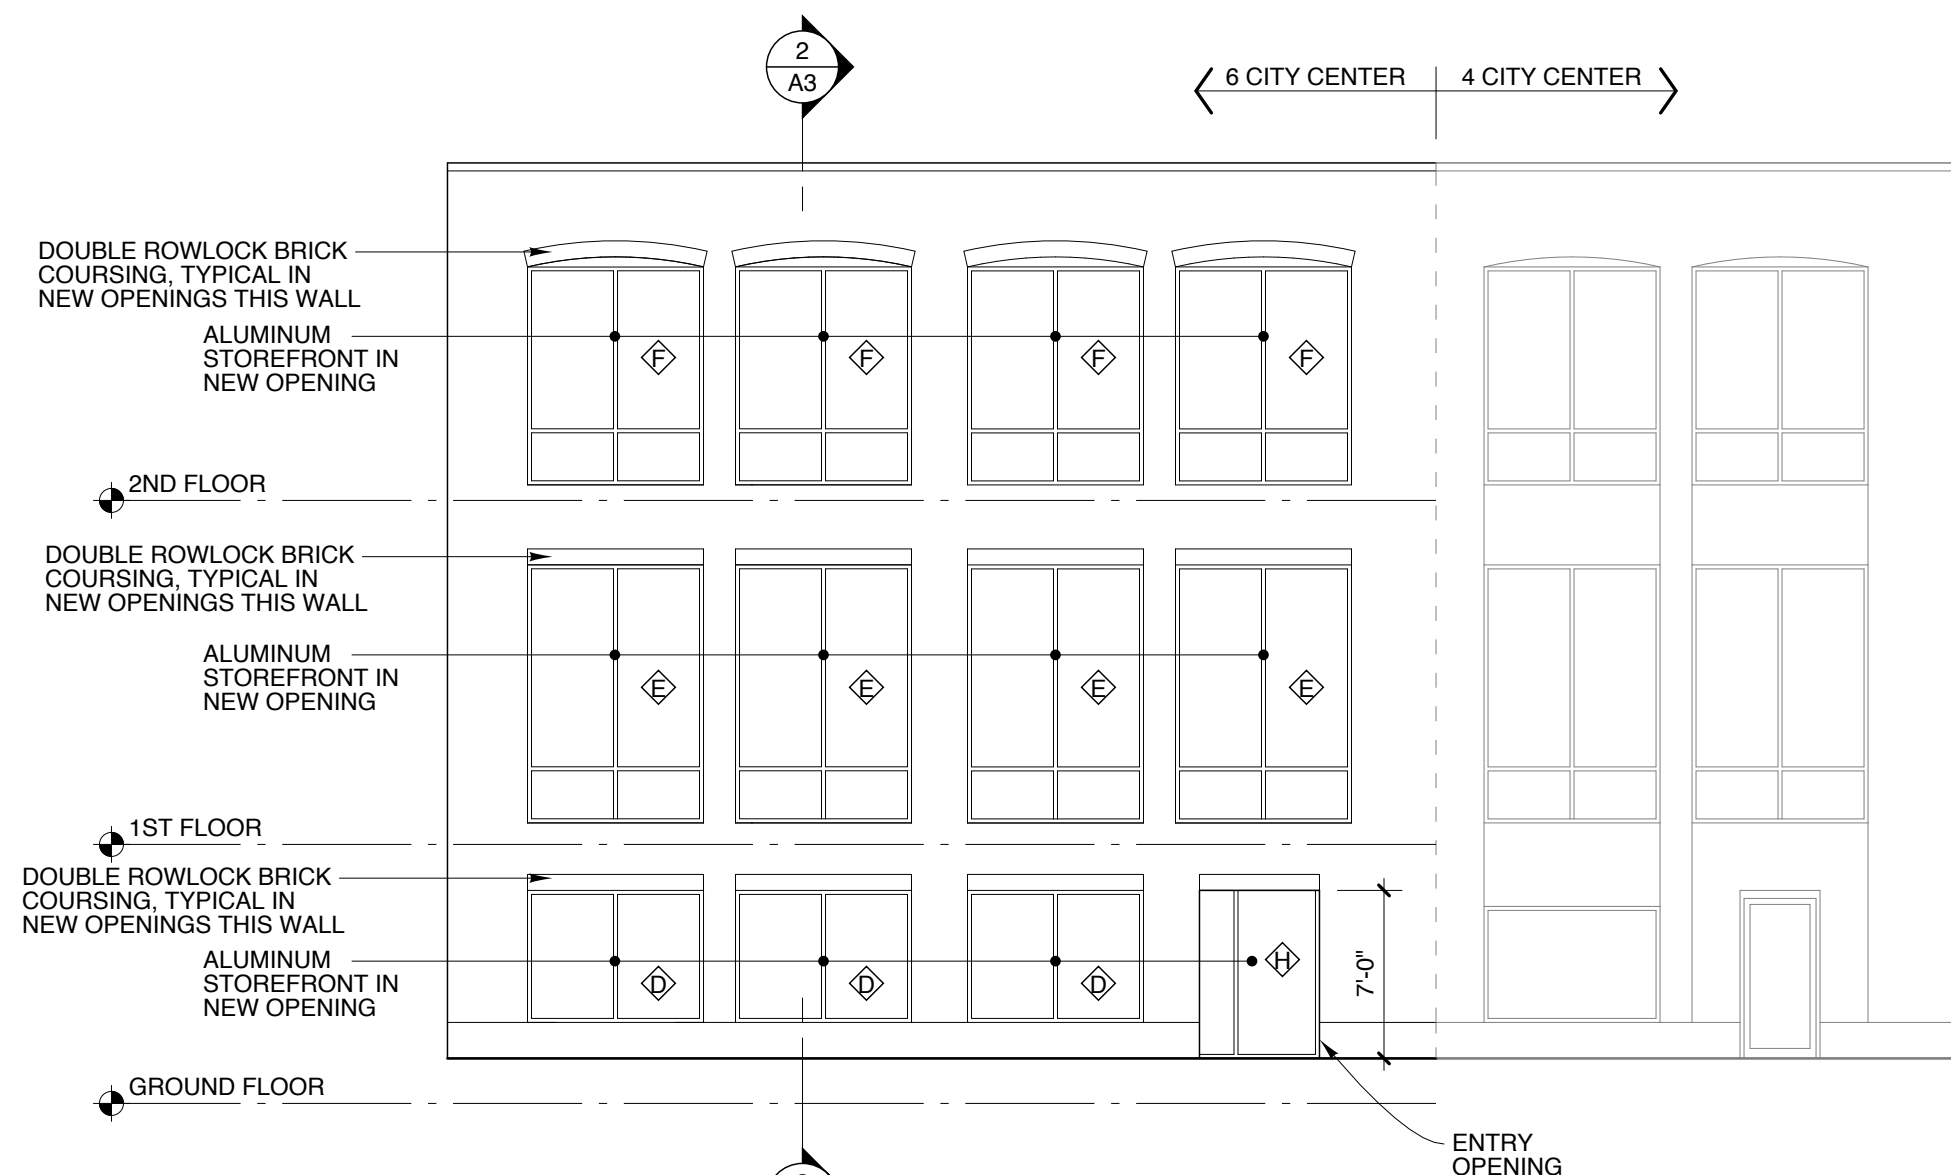 2
A3
6 CITY CENTER
4 CITY CENTER
DOUBLE ROWLOCK BRICK
COURSING, TYPICAL IN
NEW OPENINGS THIS WALL
ALUMINUM
STOREFRONT IN
NEW OPENING
F
F
F
F
2ND FLOOR
DOUBLE ROWLOCK BRICK
COURSING, TYPICAL IN
NEW OPENINGS THIS WALL
ALUMINUM
STOREFRONT IN
NEW OPENING
E
E
E
E
1ST FLOOR
DOUBLE ROWLOCK BRICK
COURSING, TYPICAL IN
NEW OPENINGS THIS WALL
ALUMINUM
STOREFRONT IN
NEW OPENING
D
D
D
H
7'-0"
GROUND FLOOR
ENTRY
OPENING